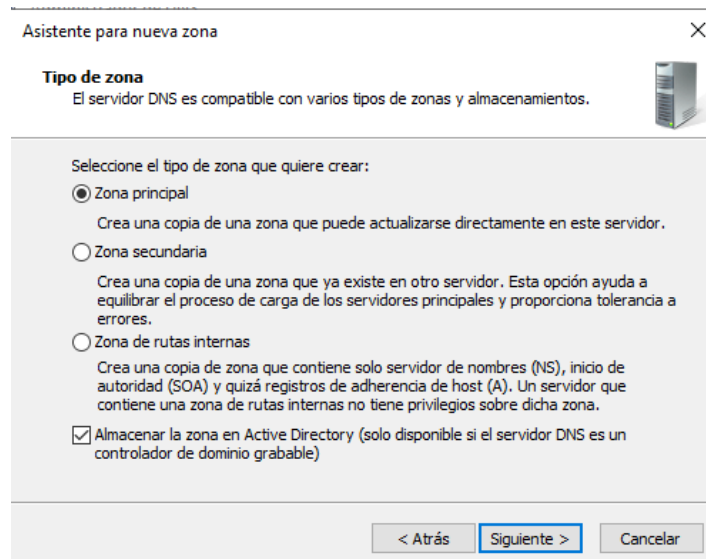 Asistente para nueva zona
Tipo de zona
El servidor DNS es compatible con varios tipos de zonas y almacenamientos.
Seleccione el tipo de zona que quiere crear:
Zona principal
Crea una copia de una zona que puede actualizarse directamente en este servidor.
Zona secundaria
Crea una copia de una zona que ya existe en otro servidor. Esta opción ayuda a
equilibrar el proceso de carga de los servidores principales y proporciona tolerancia a
errores.
Zona de rutas internas
Crea una copia de zona que contiene solo servidor de nombres (NS), inicio de
autoridad (SOA) y quizá registros de adherencia de host (A). Un servidor que
contiene una zona de rutas internas no tiene privilegios sobre dicha zona.
Almacenar la zona en Active Directory (solo disponible si el servidor DNS es un
controlador de dominio grabable)
< Atrás Siguiente > Cancelar